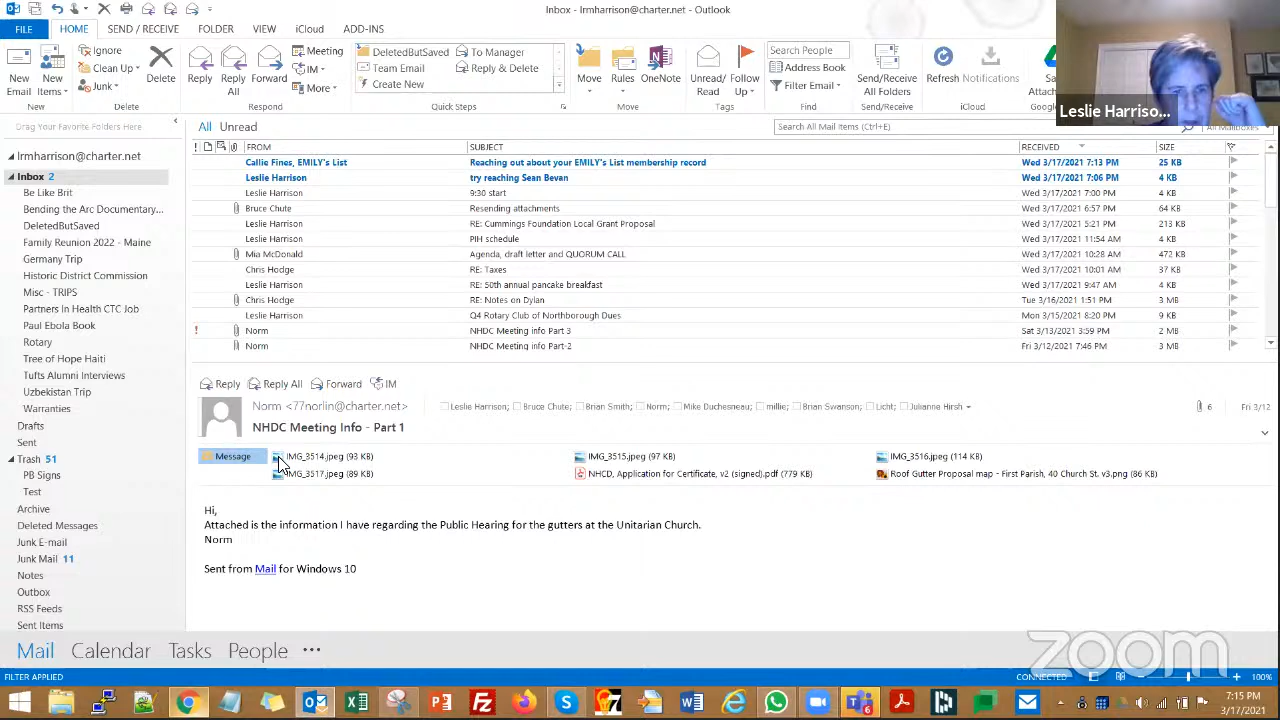 Inbox - lrmharrison@charter.net - Outlook
FILE HOME SEND / RECEIVE FOLDER VIEW iCloud ADD-INS
New Email
New Items
New
Ignore
Clean Up
Junk
Delete
Delete
Reply
Reply All
Forward
Meeting
IM
More
Respond
DeletedButSaved
Team Email
Create New
To Manager
Reply & Delete
Quick Steps
Move
Rules
OneNote
Move
Unread/ Read
Follow Up
Tags
Search People
Address Book
Filter Email
Find
Send/Receive All Folders
Send/Receive
Refresh
Notifications
iCloud
Leslie Harriso...
Drag Your Favorite Folders Here
lrmharrison@charter.net
Inbox 2
Be Like Brit
Bending the Arc Documentary...
DeletedButSaved
Family Reunion 2022 - Maine
Germany Trip
Historic District Commission
Misc - TRIPS
Partners In Health CTC Job
Paul Ebola Book
Rotary
Tree of Hope Haiti
Tufts Alumni Interviews
Uzbekistan Trip
Warranties
Drafts
Sent
Trash 51
PB Signs
Test
Archive
Deleted Messages
Junk E-mail
Junk Mail 11
Notes
Outbox
RSS Feeds
Sent Items
All Unread
Search All Mail Items (Ctrl+E)
All Mailboxes
FROM SUBJECT RECEIVED SIZE
Callie Fines, EMILY's List Reaching out about your EMILY's List membership record Wed 3/17/2021 7:13 PM 25 KB
Leslie Harrison try reaching Sean Bevan Wed 3/17/2021 7:06 PM 4 KB
Leslie Harrison 9:30 start Wed 3/17/2021 7:00 PM 4 KB
Bruce Chute Resending attachments Wed 3/17/2021 6:57 PM 64 KB
Leslie Harrison RE: Cummings Foundation Local Grant Proposal Wed 3/17/2021 5:21 PM 213 KB
Leslie Harrison PIH schedule Wed 3/17/2021 11:54 AM 4 KB
Mia McDonald Agenda, draft letter and QUORUM CALL Wed 3/17/2021 10:28 AM 472 KB
Chris Hodge RE: Taxes Wed 3/17/2021 10:01 AM 37 KB
Leslie Harrison RE: 50th annual pancake breakfast Wed 3/17/2021 9:47 AM 4 KB
Chris Hodge RE: Notes on Dylan Tue 3/16/2021 1:51 PM 3 MB
Leslie Harrison Q4 Rotary Club of Northborough Dues Mon 3/15/2021 8:20 PM 9 KB
! Norm NHDC Meeting info Part 3 Sat 3/13/2021 3:59 PM 2 MB
Norm NHDC Meeting info Part-2 Fri 3/12/2021 7:46 PM 3 MB
Reply Reply All Forward IM
Norm <77norlin@charter.net> Leslie Harrison; Bruce Chute; Brian Smith; Norm; Mike Duchesneau; millie; Brian Swanson; Licht; Julianne Hirsh 6 Fri 3/12
NHDC Meeting Info - Part 1
Message IMG_3514.jpeg (93 KB) IMG_3515.jpeg (97 KB) IMG_3516.jpeg (114 KB)
IMG_3517.jpeg (89 KB) NHCD, Application for Certificate, v2 (signed).pdf (779 KB) Roof Gutter Proposal map - First Parish, 40 Church St. v3.png (86 KB)
Hi,
Attached is the information I have regarding the Public Hearing for the gutters at the Unitarian Church.
Norm
Sent from Mail for Windows 10
Mail Calendar Tasks People •••
zoom
FILTER APPLIED CONNECTED 100%
7:15 PM
3/17/2021